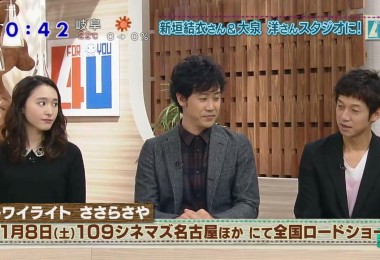 0:42 岐阜
0→0%
新垣結衣さん&大泉 洋さんスタジオに!
FOR YOU
4U
ワイライト ささらさや
1月8日(土)109シネマズ名古屋ほか にて全国ロードショー